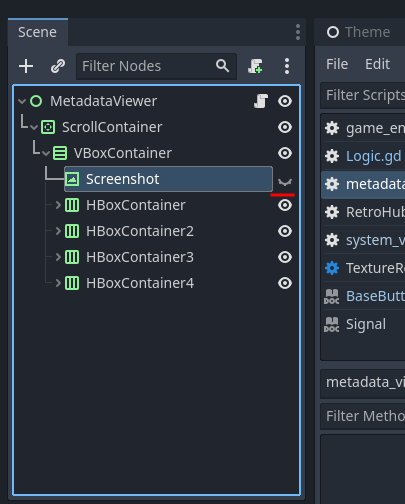 Scene
Theme
Filter Nodes
File Edit
MetadataViewer
ScrollContainer
VBoxContainer
Screenshot
HBoxContainer
HBoxContainer2
HBoxContainer3
HBoxContainer4
Filter Scripts
game_en
Logic.gd
metadata
RetroHub
system_v
TextureRe
BaseButt
Signal
metadata_vi
Filter Metho